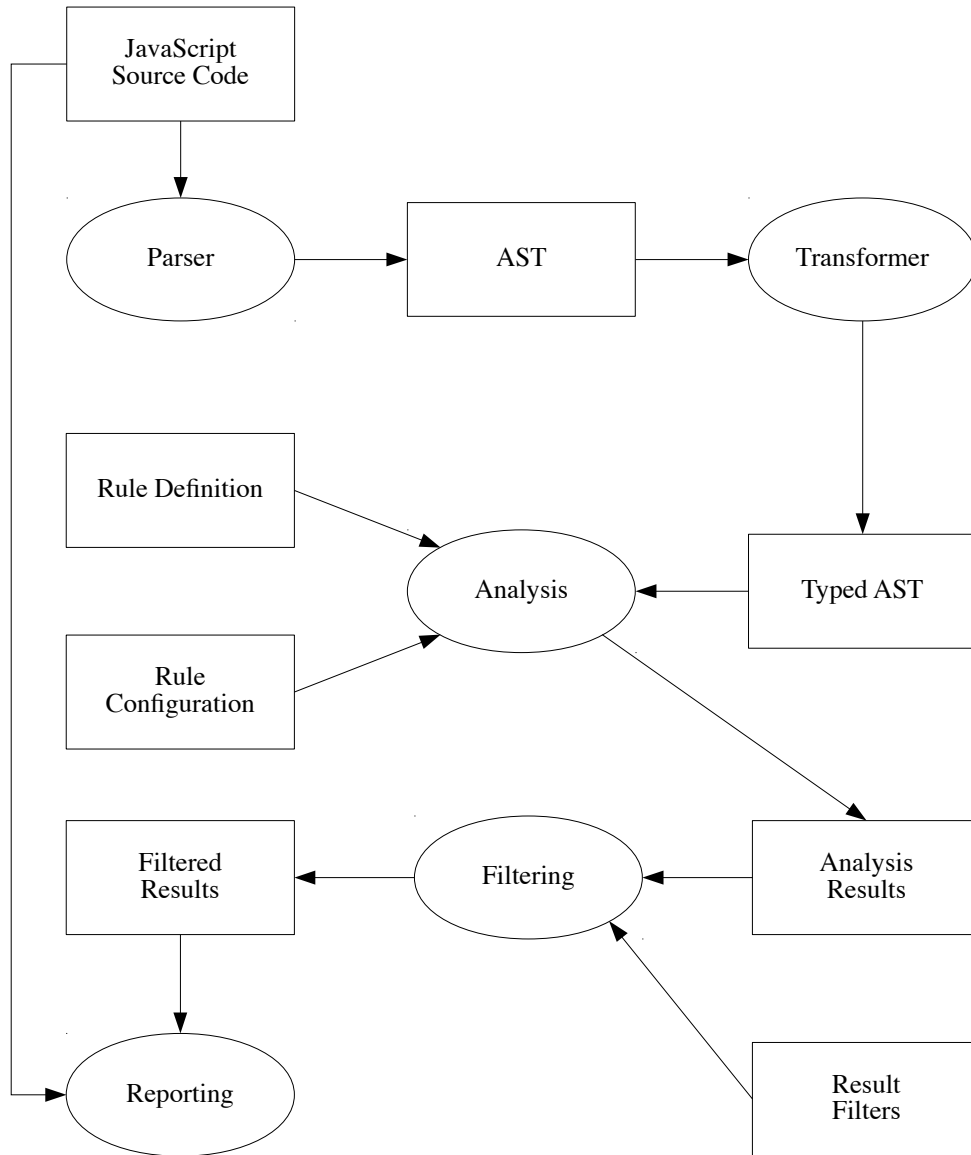 JavaScript
Source Code
Parser
AST
Transformer
Rule Definition
Analysis
Typed AST
Rule
Configuration
Filtered
Results
Filtering
Analysis
Results
Reporting
Result
Filters